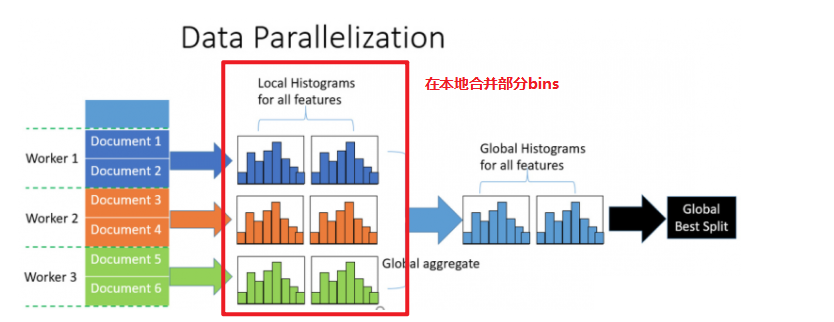 Data Parallelization
Local Histograms
for all features
在本地合并部分bins
Document 1
Worker 1
Document 2
Global Histograms
for all features
Document 3
Worker 2
Document 4
Global
Best Split
Document 5
Global aggregate
Worker 3
Document 6